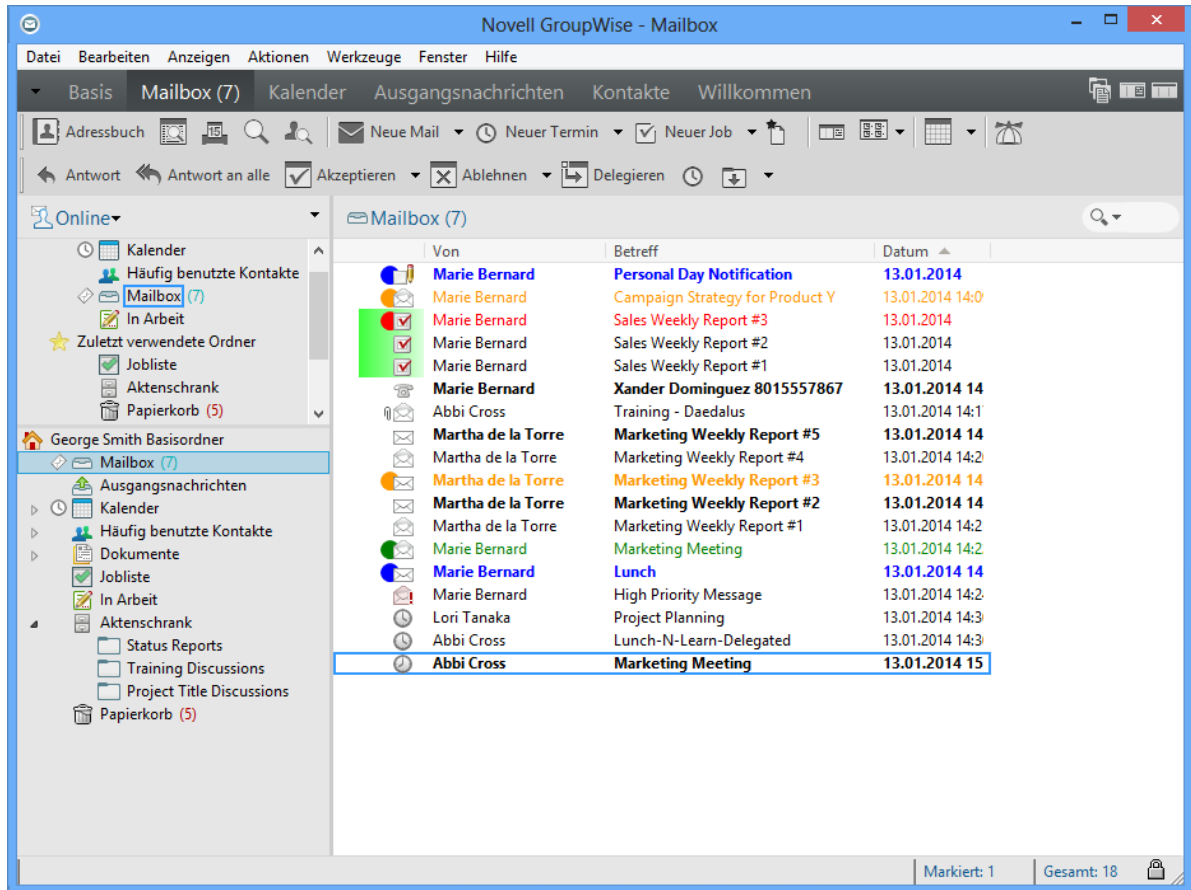 Novell GroupWise - Mailbox
Datei Bearbeiten Anzeigen Aktionen Werkzeuge Fenster Hilfe
Basis Mailbox (7) Kalender Ausgangsnachrichten Kontakte Willkommen
Adressbuch 15 Neue Mail Neuer Termin Neuer Job
Antwort Antwort an alle Akzeptieren Ablehnen Delegieren
Online
Kalender
Häufig benutzte Kontakte
Mailbox (7)
In Arbeit
Zuletzt verwendete Ordner
Jobliste
Aktenschrank
Papierkorb (5)
George Smith Basisordner
Mailbox (7)
Ausgangsnachrichten
Kalender
Häufig benutzte Kontakte
Dokumente
Jobliste
In Arbeit
Aktenschrank
Status Reports
Training Discussions
Project Title Discussions
Papierkorb (5)
Mailbox (7)
Von Betreff Datum
Marie Bernard Personal Day Notification 13.01.2014
Marie Bernard Campaign Strategy for Product Y 13.01.2014 14:0
Marie Bernard Sales Weekly Report #3 13.01.2014
Marie Bernard Sales Weekly Report #2 13.01.2014
Marie Bernard Sales Weekly Report #1 13.01.2014
Marie Bernard Xander Dominguez 8015557867 13.01.2014 14
Abbi Cross Training - Daedalus 13.01.2014 14:1
Martha de la Torre Marketing Weekly Report #5 13.01.2014 14
Martha de la Torre Marketing Weekly Report #4 13.01.2014 14:2
Martha de la Torre Marketing Weekly Report #3 13.01.2014 14
Martha de la Torre Marketing Weekly Report #2 13.01.2014 14
Martha de la Torre Marketing Weekly Report #1 13.01.2014 14:2
Marie Bernard Marketing Meeting 13.01.2014 14:2
Marie Bernard Lunch 13.01.2014 14
Marie Bernard High Priority Message 13.01.2014 14:2
Lori Tanaka Project Planning 13.01.2014 14:3
Abbi Cross Lunch-N-Learn-Delegated 13.01.2014 14:3
Abbi Cross Marketing Meeting 13.01.2014 15
Markiert: 1 Gesamt: 18